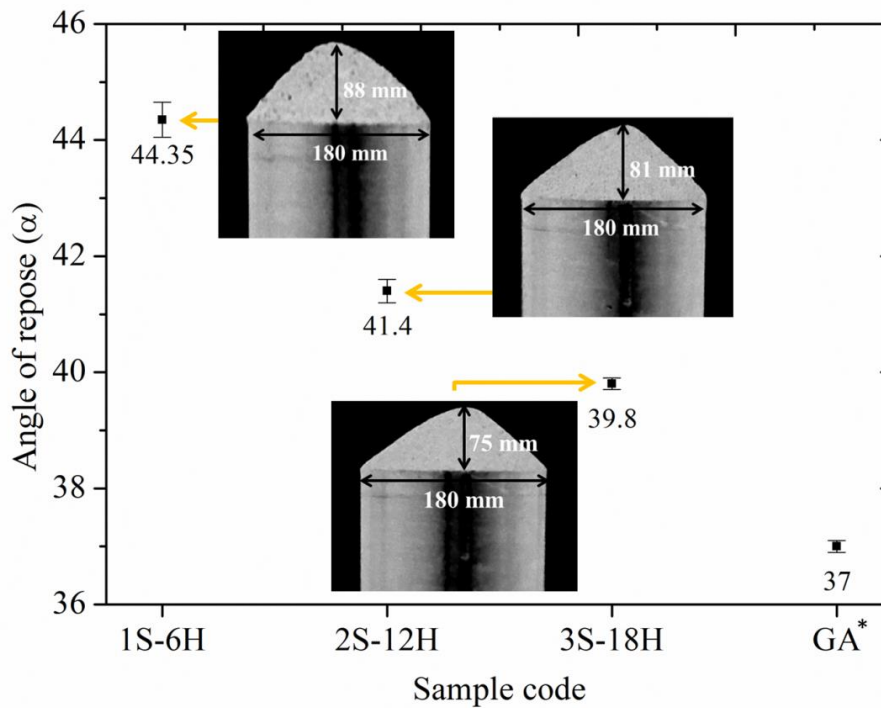 46
44
42
40
38
36
Angle of repose (α)
88 mm
180 mm
44.35
81 mm
180 mm
41.4
75 mm
180 mm
39.8
37
1S-6H 2S-12H 3S-18H GA*
Sample code